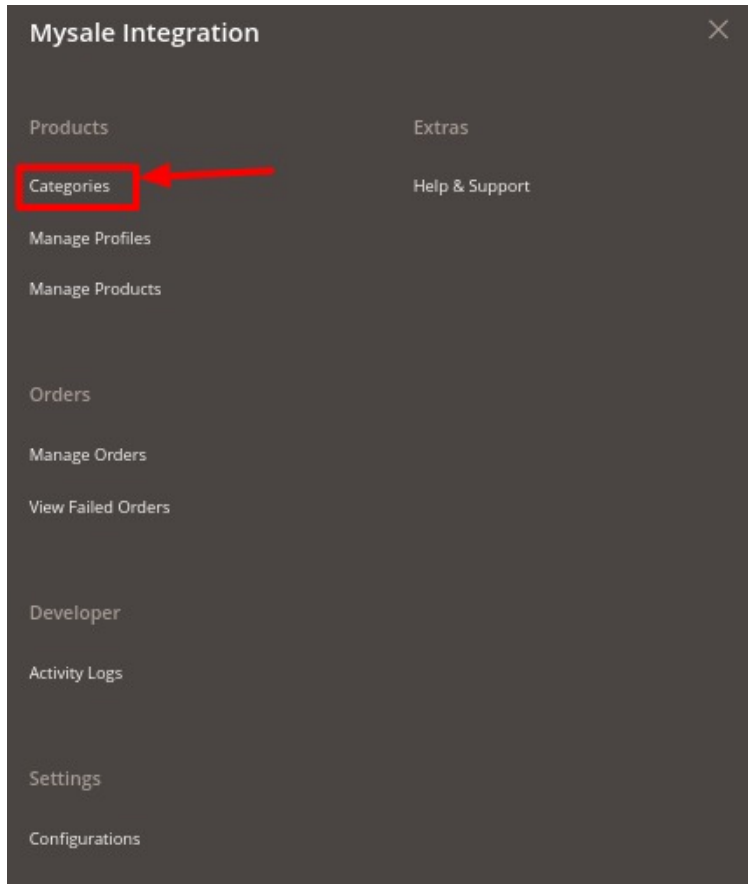 Mysale Integration
Products
Categories
Manage Profiles
Manage Products
Extras
Help & Support
Orders
Manage Orders
View Failed Orders
Developer
Activity Logs
Settings
Configurations